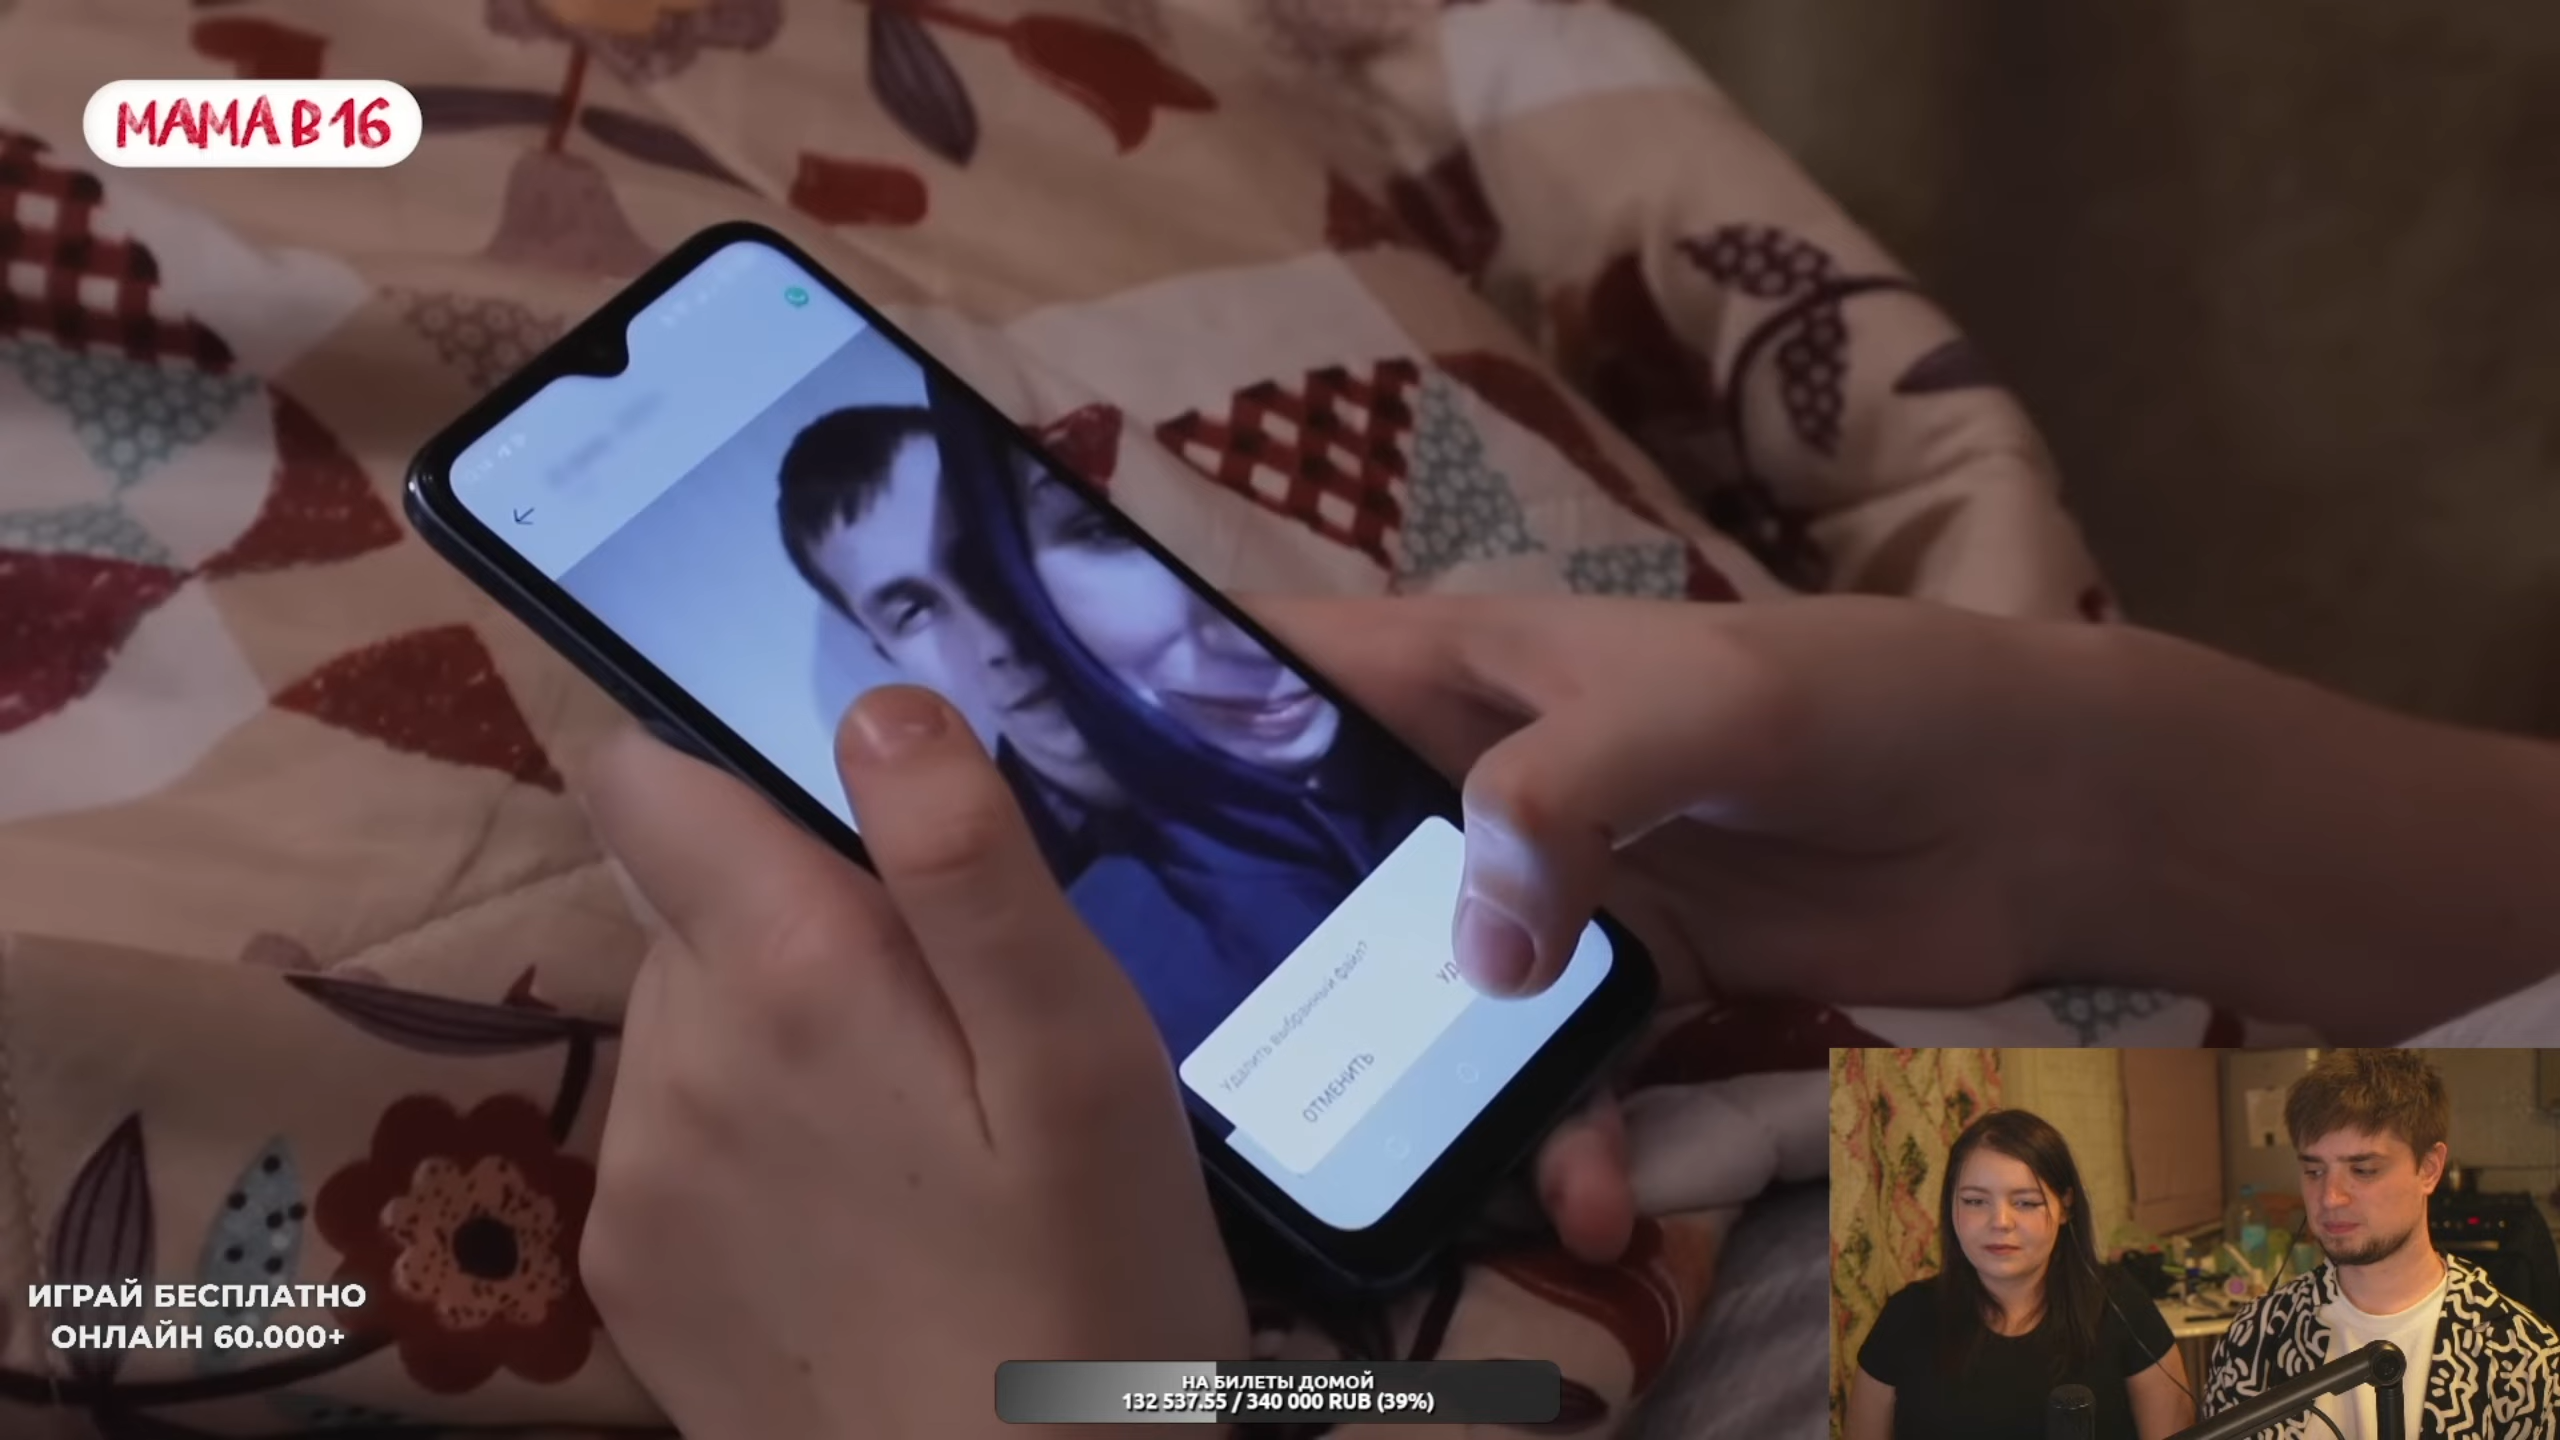 МАМА В 16
Удалить выбранный файл?
ОТМЕНИТЬ
ИГРАЙ БЕСПЛАТНО
ОНЛАЙН 60.000+
НА БИЛЕТЫ ДОМОЙ
132 537.55 / 340 000 RUB (39%)